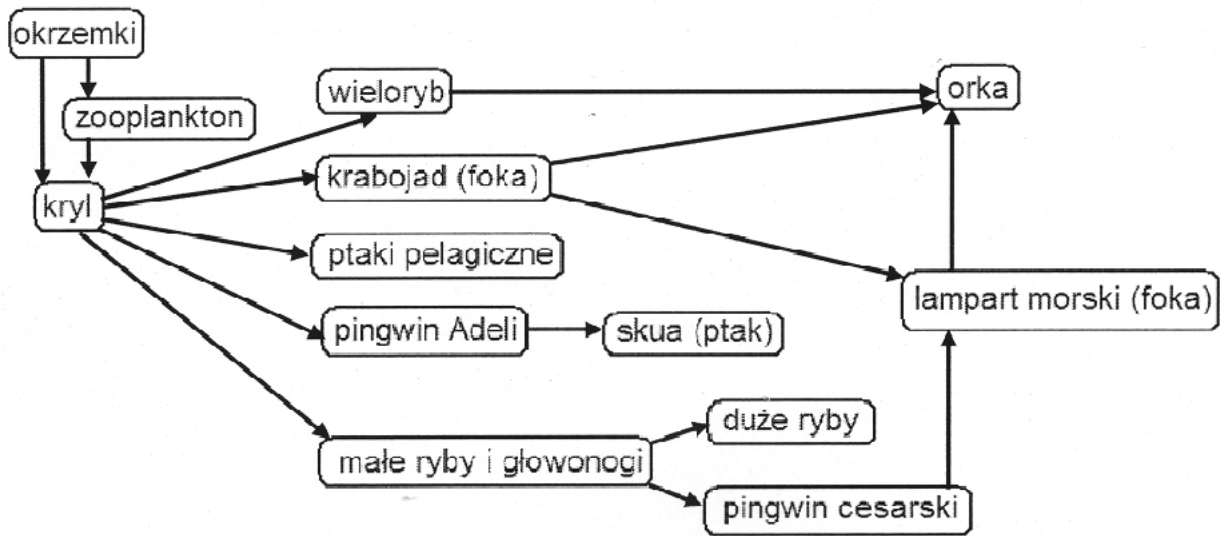 okrzemki
zooplankton
kryl
wieloryb
orka
krabojad (foka)
ptaki pelagiczne
lampart morski (foka)
pingwin Adeli
skua (ptak)
duże ryby
małe ryby i głowonogi
pingwin cesarski